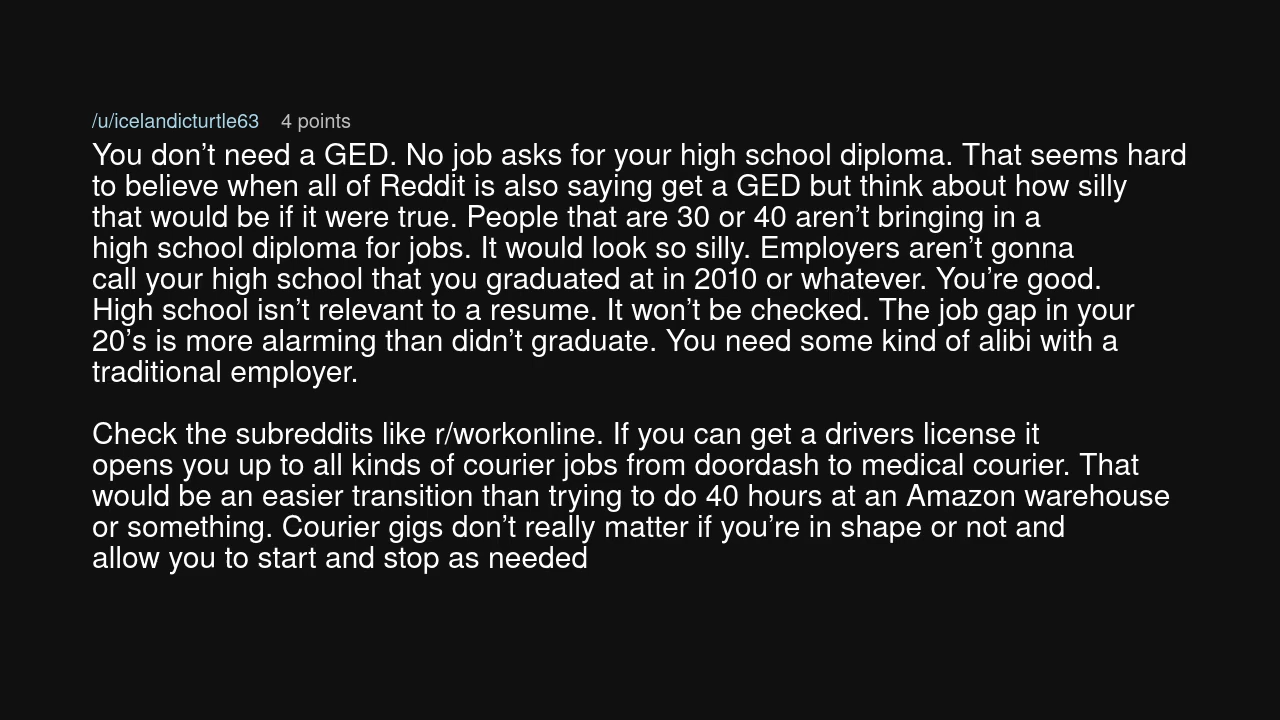 /u/icelandicturtle63 4 points
You don’t need a GED. No job asks for your high school diploma. That seems hard
to believe when all of Reddit is also saying get a GED but think about how silly
that would be if it were true. People that are 30 or 40 aren’t bringing in a
high school diploma for jobs. It would look so silly. Employers aren’t gonna
call your high school that you graduated at in 2010 or whatever. You’re good.
High school isn’t relevant to a resume. It won’t be checked. The job gap in your
20’s is more alarming than didn’t graduate. You need some kind of alibi with a
traditional employer.
Check the subreddits like r/workonline. If you can get a drivers license it
opens you up to all kinds of courier jobs from doordash to medical courier. That
would be an easier transition than trying to do 40 hours at an Amazon warehouse
or something. Courier gigs don’t really matter if you’re in shape or not and
allow you to start and stop as needed